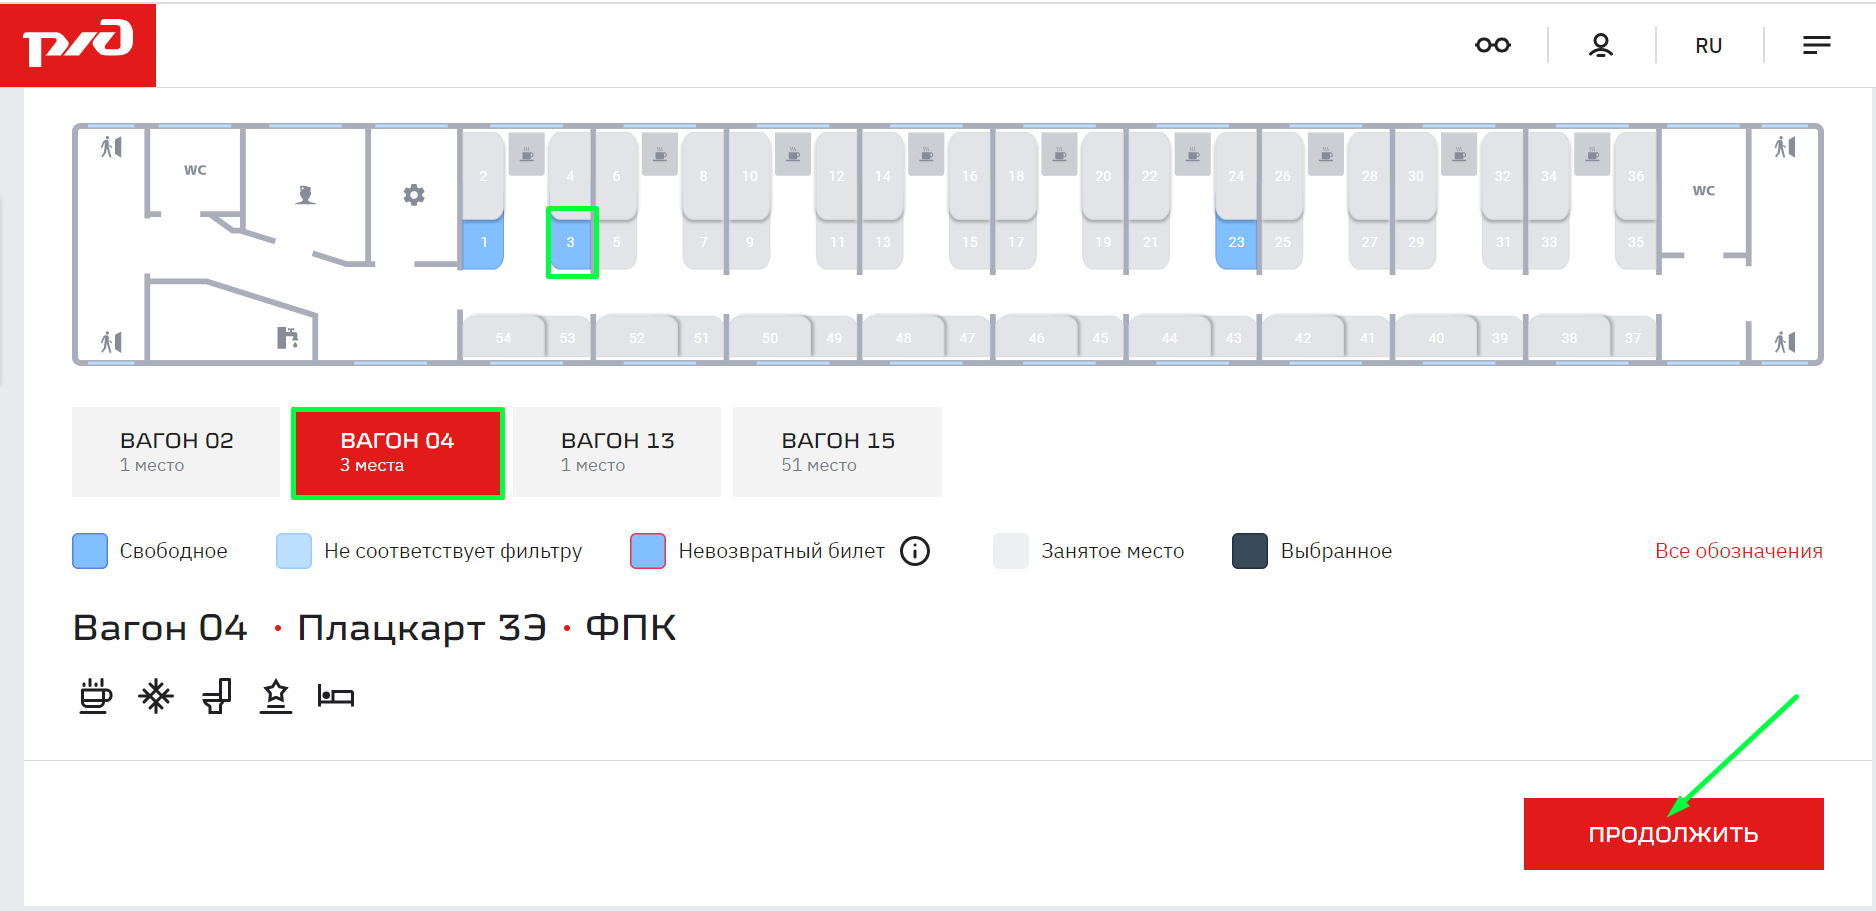 РЖД
RU
WC
2 4 6 8 10 12 14 16 18 20 22 24 26 28 30 32 34 36
WC
1 3 5 7 9 11 13 15 17 19 21 23 25 27 29 31 33 35
54 53 52 51 50 49 48 47 46 45 44 43 42 41 40 39 38 37
ВАГОН 02
1 место
ВАГОН 04
3 места
ВАГОН 13
1 место
ВАГОН 15
51 место
Свободное
Не соответствует фильтру
Невозвратный билет
Занятое место
Выбранное
Все обозначения
Вагон 04 • Плацкарт 3Э • ФПК
ПРОДОЛЖИТЬ